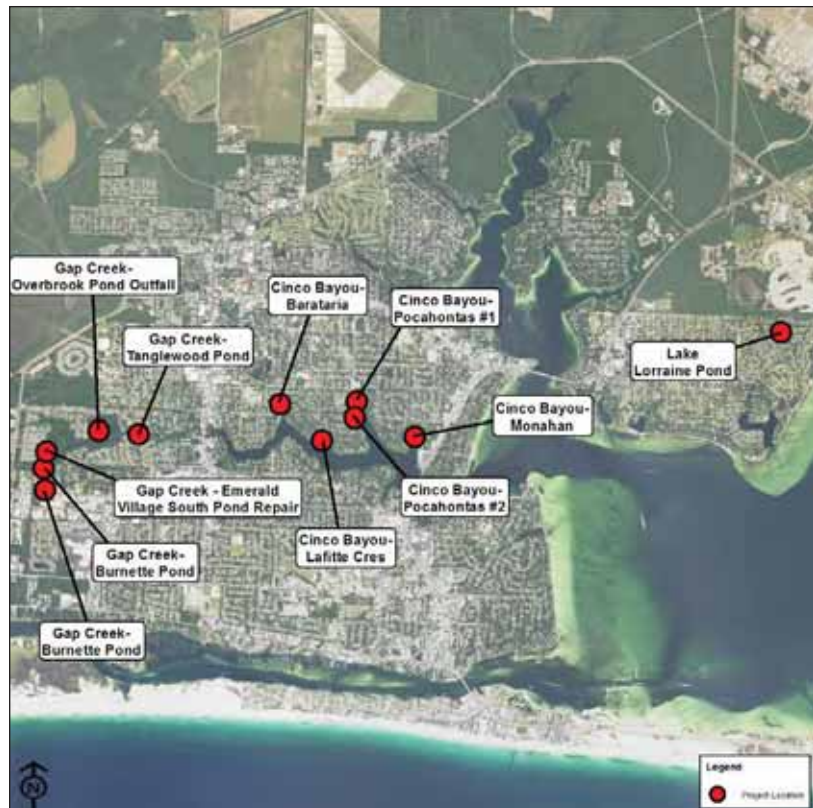 Gap Creek-
Overbrook Pond Outfall
Cinco Bayou-
Barataria
Cinco Bayou-
Pocahontas #1
Gap Creek-
Tanglewood Pond
Lake
Lorraine Pond
Cinco Bayou-
Monahan
Gap Creek - Emerald
Village South Pond Repair
Cinco Bayou-
Pocahontas #2
Cinco Bayou-
Lafitte Cres
Gap Creek-
Burnette Pond
Gap Creek-
Burnette Pond
N
Legend
Project Location